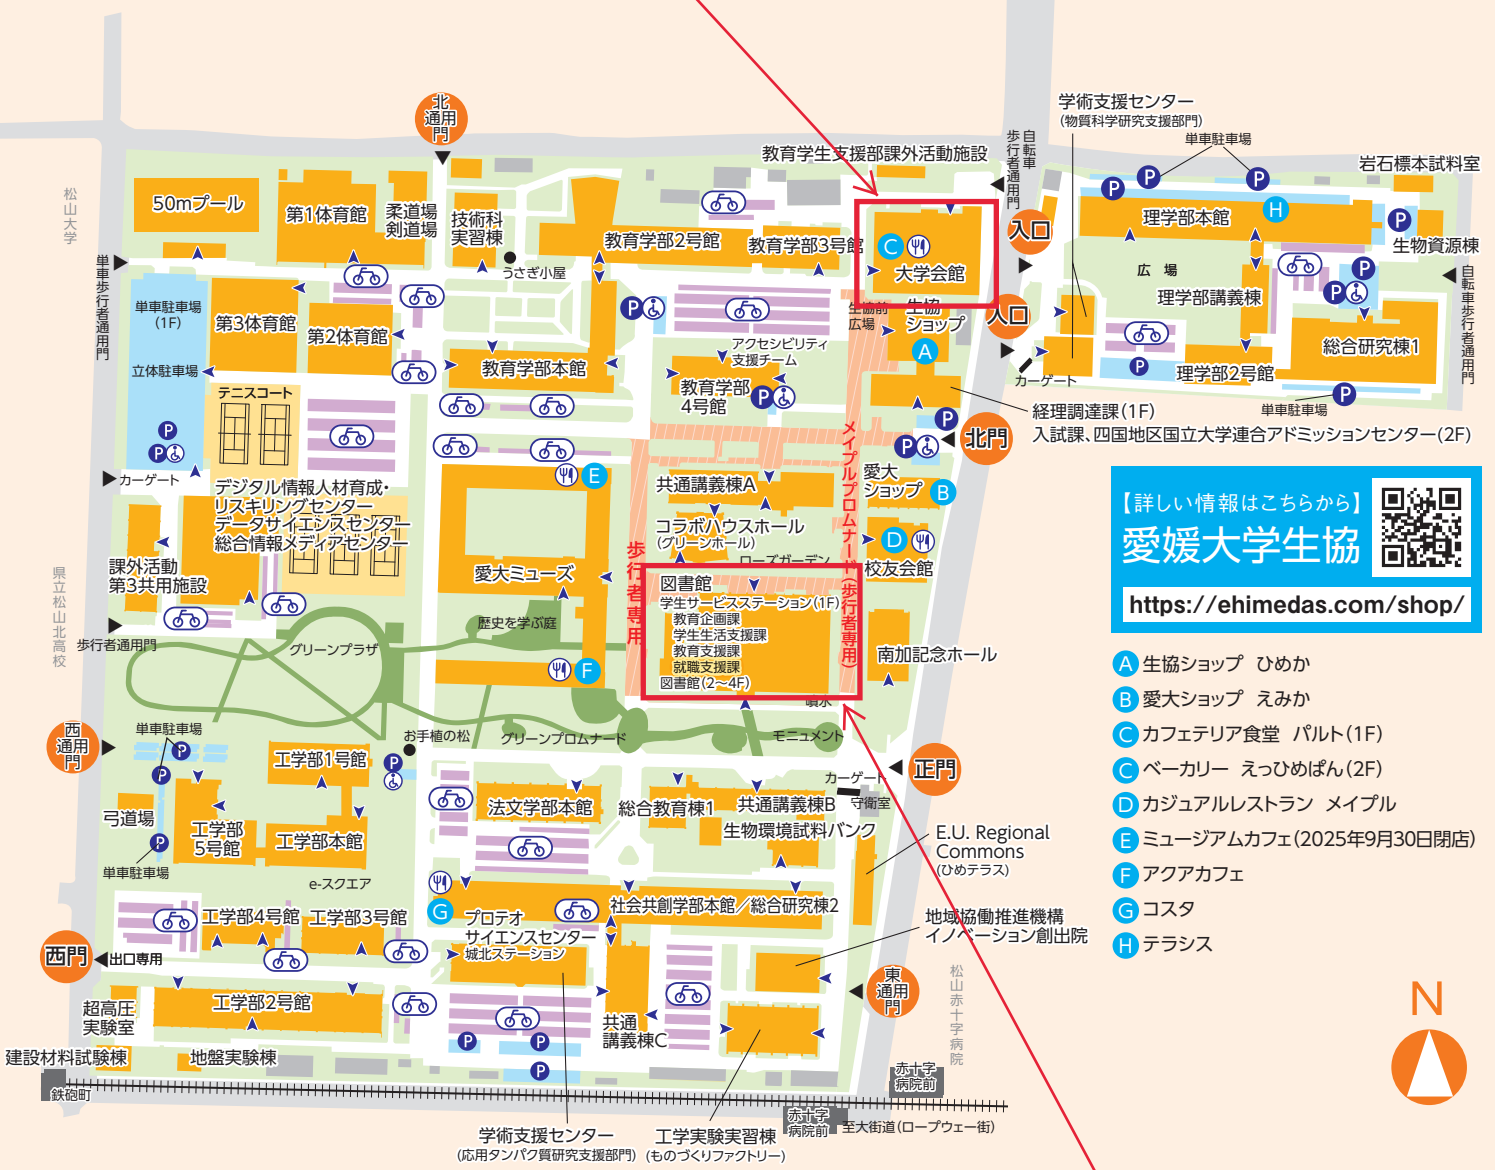 北
通用
門
学術支援センター
(物質科学研究支援部門)
単車駐車場
自転車
歩行者通用門
教育学生支援部課外活動施設
岩石標本試料室
松山大学
50mプール
第1体育館
柔道場
剣道場
技術科
実習棟
うさぎ小屋
教育学部2号館
教育学部3号館
C
大学会館
入口
理学部本館
H
P
生物資源棟
広 場
単車歩行者通用門
単車駐車場
(1F)
第3体育館
第2体育館
立体駐車場
教育学部本館
アクセシビリティ
支援チーム
教育学部
4号館
生協前
広場
生協
ショップ
A
入口
カーゲート
理学部講義棟
理学部2号館
総合研究棟1
自転車歩行者通用門
単車駐車場
テニスコート
経理調達課(1F)
入試課、四国地区国立大学連合アドミッションセンター(2F)
北門
カーゲート
デジタル情報人材育成・
リスキリングセンター
データサイエンスセンター
総合情報メディアセンター
課外活動
第3共用施設
E
共通講義棟A
コラボハウスホール
(グリーンホール)
ローズガーデン
メイプルプロムナード(歩行者専用)
愛大
ショップ
B
D
校友会館
【詳しい情報はこちらから】
愛媛大学生協
https://ehimedas.com/shop/
県立松山北高校
歩行者通用門
グリーンプラザ
愛大ミューズ
歴史を学ぶ庭
F
歩行者専用
図書館
学生サービスステーション(1F)
教育企画課
学生生活支援課
教育支援課
就職支援課
図書館(2～4F)
南加記念ホール
噴水
A 生協ショップ ひめか
B 愛大ショップ えみか
C カフェテリア食堂 パルト(1F)
C ベーカリー えっひめぱん(2F)
D カジュアルレストラン メイプル
E ミュージアムカフェ(2025年9月30日閉店)
F アクアカフェ
G コスタ
H テラシス
西
通用
門
単車駐車場
お手植の松
グリーンプロムナード
モニュメント
工学部1号館
弓道場
工学部
5号館
工学部本館
単車駐車場
e-スクエア
法文学部本館
総合教育棟1
共通講義棟B
生物環境試料バンク
カーゲート
守衛室
正門
E.U. Regional
Commons
(ひめテラス)
G
プロテオ
サイエンスセンター
城北ステーション
社会共創学部本館／総合研究棟2
地域協働推進機構
イノベーション創出院
工学部4号館
工学部3号館
西門
出口専用
工学部2号館
超高圧
実験室
建設材料試験棟
地盤実験棟
共通
講義棟C
東
通用
門
松山赤十字病院
N
鉄砲町
赤十字
病院前
赤十字
病院前
至大街道(ロープウェー街)
学術支援センター
(応用タンパク質研究支援部門)
工学実験実習棟
(ものづくりファクトリー)